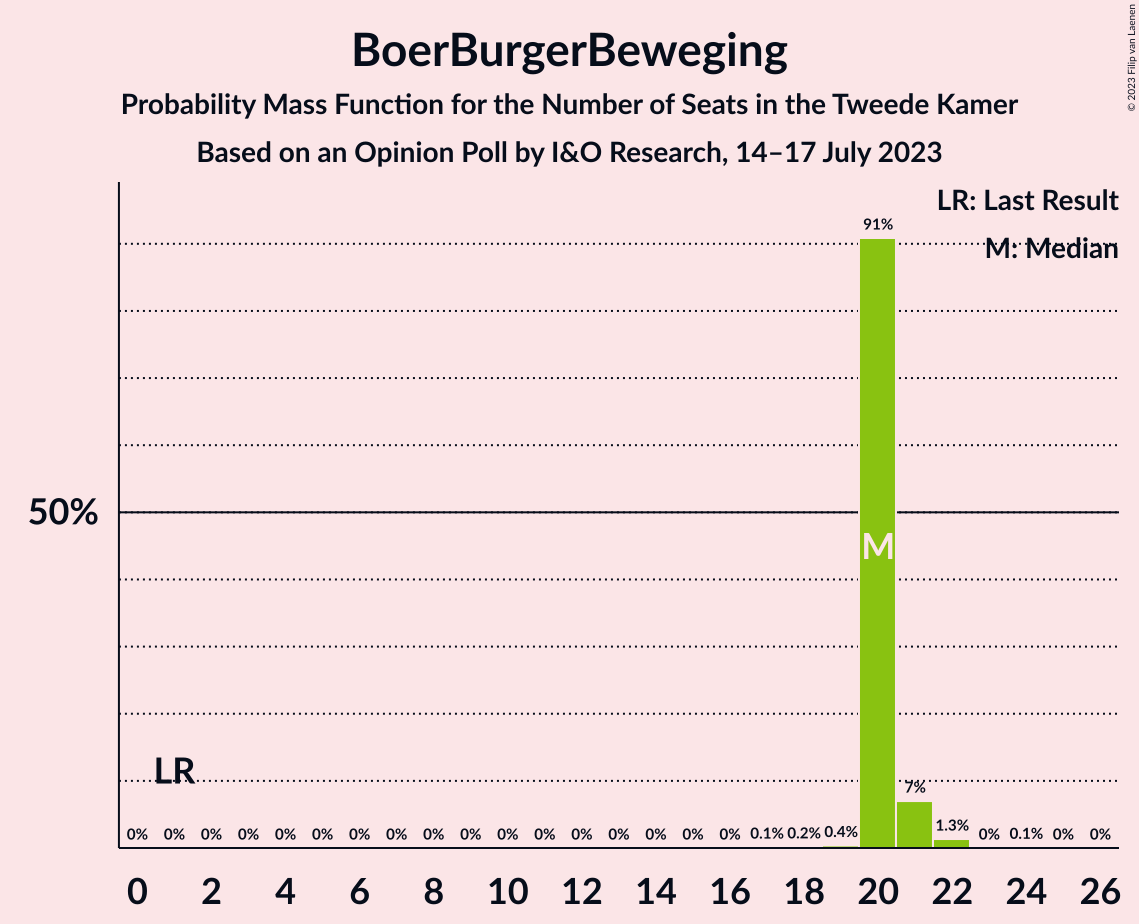 BoerBurgerBeweging
Probability Mass Function for the Number of Seats in the Tweede Kamer
Based on an Opinion Poll by I&O Research, 14–17 July 2023
© 2023 Filip van Laenen
LR: Last Result
M: Median
91%
50%
M
LR
7%
0% 0% 0% 0% 0% 0% 0% 0% 0% 0% 0% 0% 0% 0% 0% 0% 0% 0.1% 0.2% 0.4% 1.3% 0% 0.1% 0% 0%
0 2 4 6 8 10 12 14 16 18 20 22 24 26